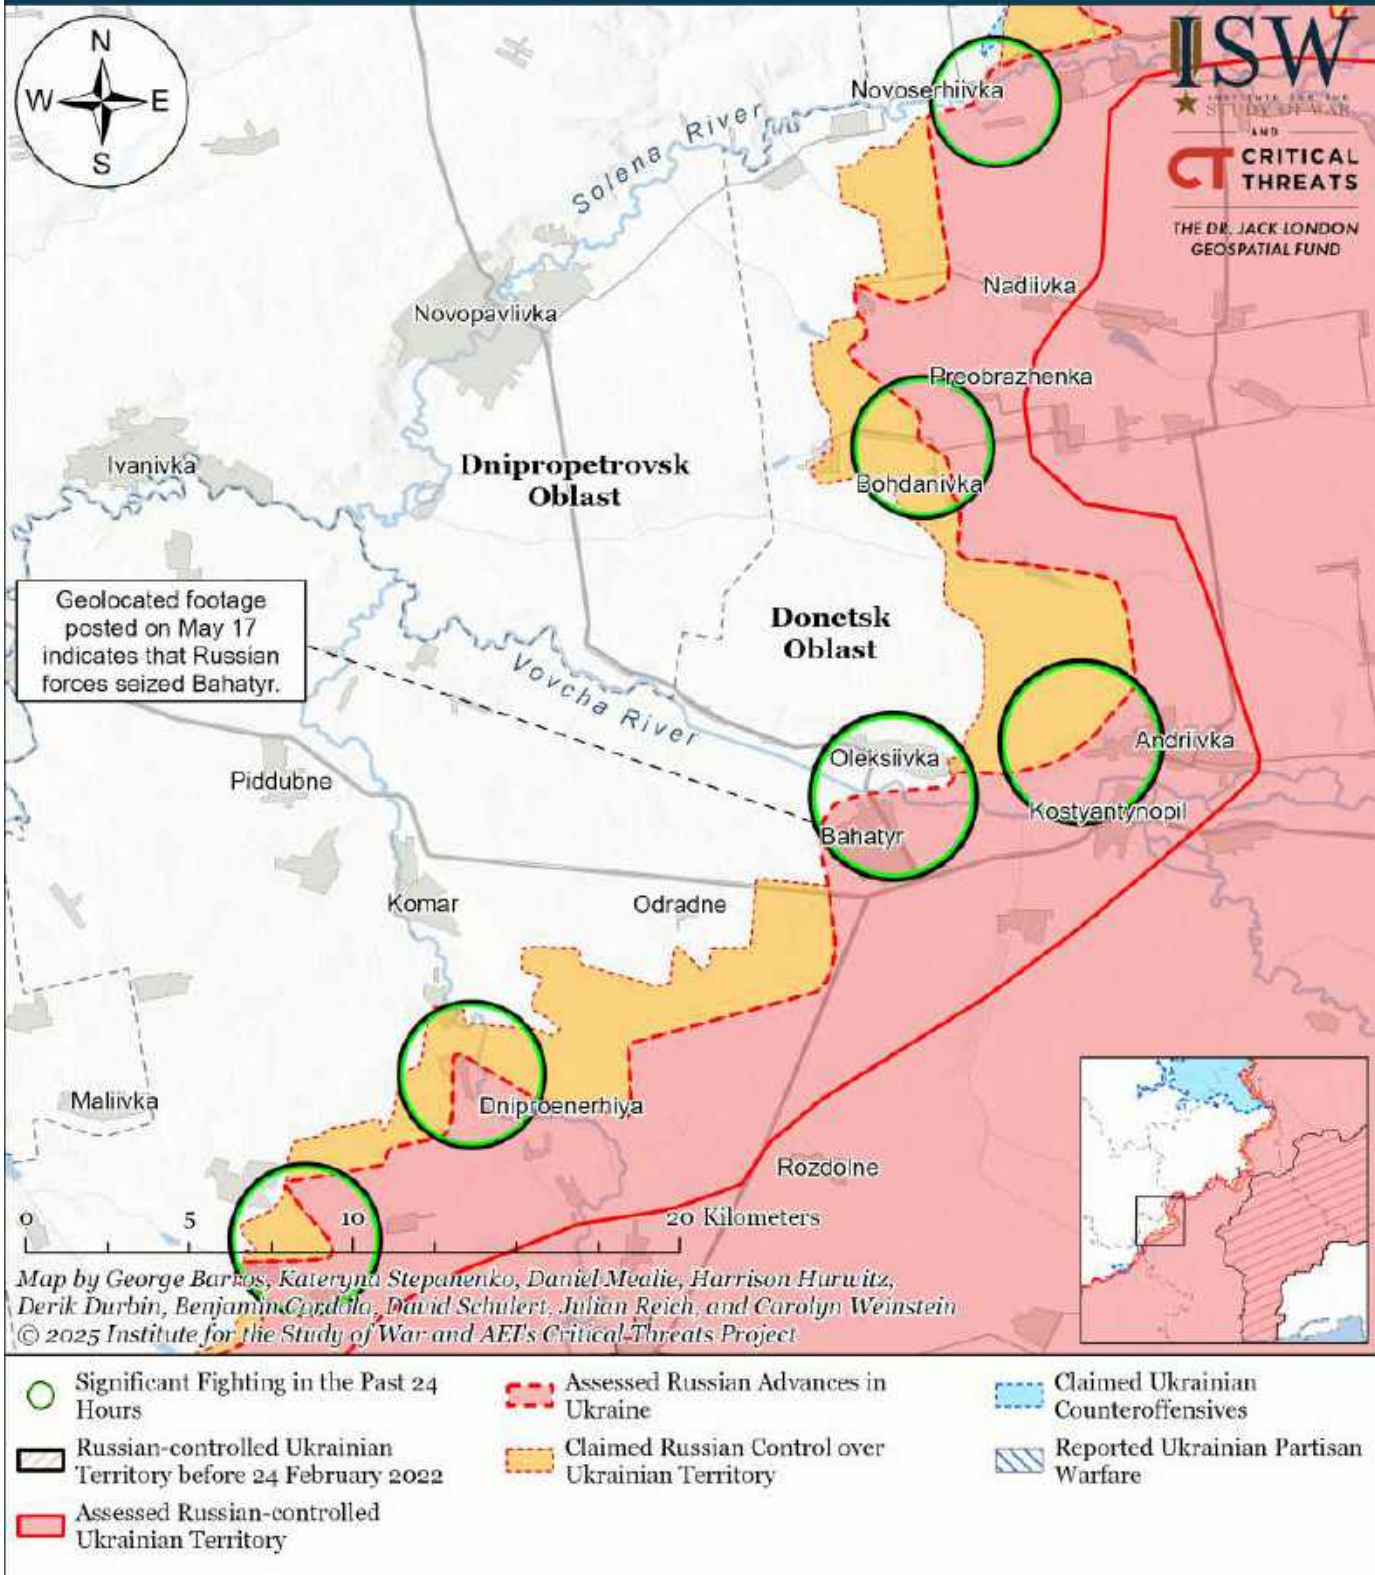 N
W
E
S
ISW
INSTITUTE FOR THE
STUDY OF WAR
AND
CT CRITICAL
THREATS
THE DR. JACK LONDON
GEOSPATIAL FUND
Novoserhiivka
Solena River
Nadiivka
Novopavlivka
Preobrazhenka
Ivanivka
Dnipropetrovsk
Oblast
Bohdanivka
Geolocated footage
posted on May 17
indicates that Russian
forces seized Bahatyr.
Donetsk
Oblast
Vovcha River
Oleksiivka
Andriivka
Piddubne
Kostyantynopil
Bahatyr
Komar
Odradne
Maliivka
Dniproenerhiya
Rozdolne
0 5 10 20 Kilometers
Map by George Barros, Kateryna Stepanenko, Daniel Mealie, Harrison Hurwitz,
Derik Durbin, Benjamin Cordola, David Schulert, Julian Reich, and Carolyn Weinstein
© 2025 Institute for the Study of War and AEI's Critical Threats Project
Significant Fighting in the Past 24
Hours
Russian-controlled Ukrainian
Territory before 24 February 2022
Assessed Russian-controlled
Ukrainian Territory
Assessed Russian Advances in
Ukraine
Claimed Russian Control over
Ukrainian Territory
Claimed Ukrainian
Counteroffensives
Reported Ukrainian Partisan
Warfare